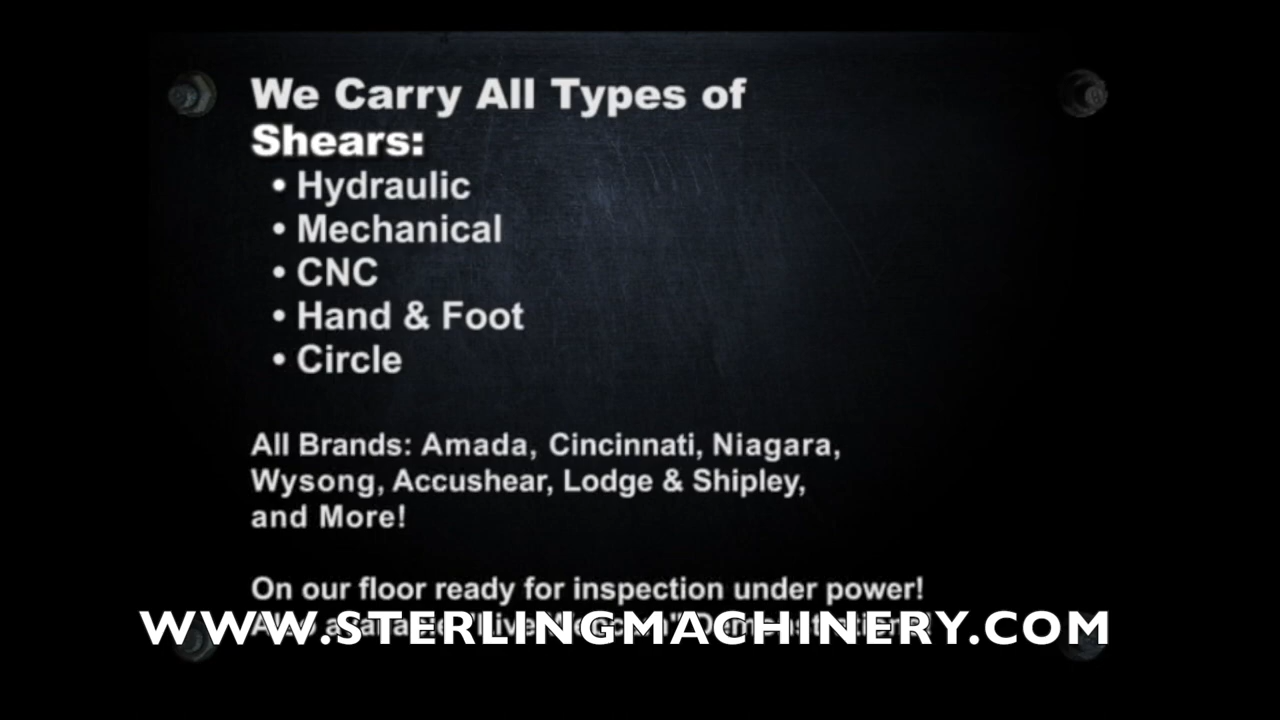 We Carry All Types of
Shears:
• Hydraulic
• Mechanical
• CNC
• Hand & Foot
• Circle
All Brands: Amada, Cincinnati, Niagara,
Wysong, Accushear, Lodge & Shipley,
and More!
On our floor ready for inspection under power!
WWW.STERLINGMACHINERY.COM